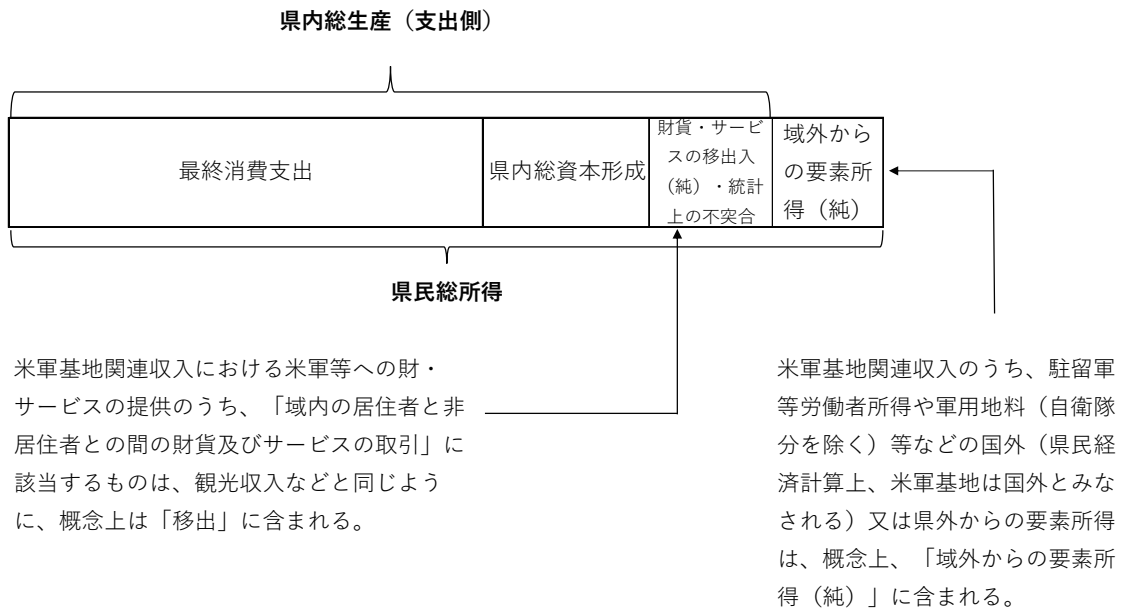 県内総生産（支出側）
最終消費支出
県内総資本形成
財貨・サービ
スの移出入
（純）・統計
上の不突合
域外から
の要素所
得（純）
県民総所得
米軍基地関連収入における米軍等への財・
サービスの提供のうち、「域内の居住者と非
居住者との間の財貨及びサービスの取引」に
該当するものは、観光収入などと同じよう
に、概念上は「移出」に含まれる。
米軍基地関連収入のうち、駐留軍
等労働者所得や軍用地料（自衛隊
分を除く）等などの国外（県民経
済計算上、米軍基地は国外とみな
される）又は県外からの要素所得
は、概念上、「域外からの要素所
得（純）」に含まれる。